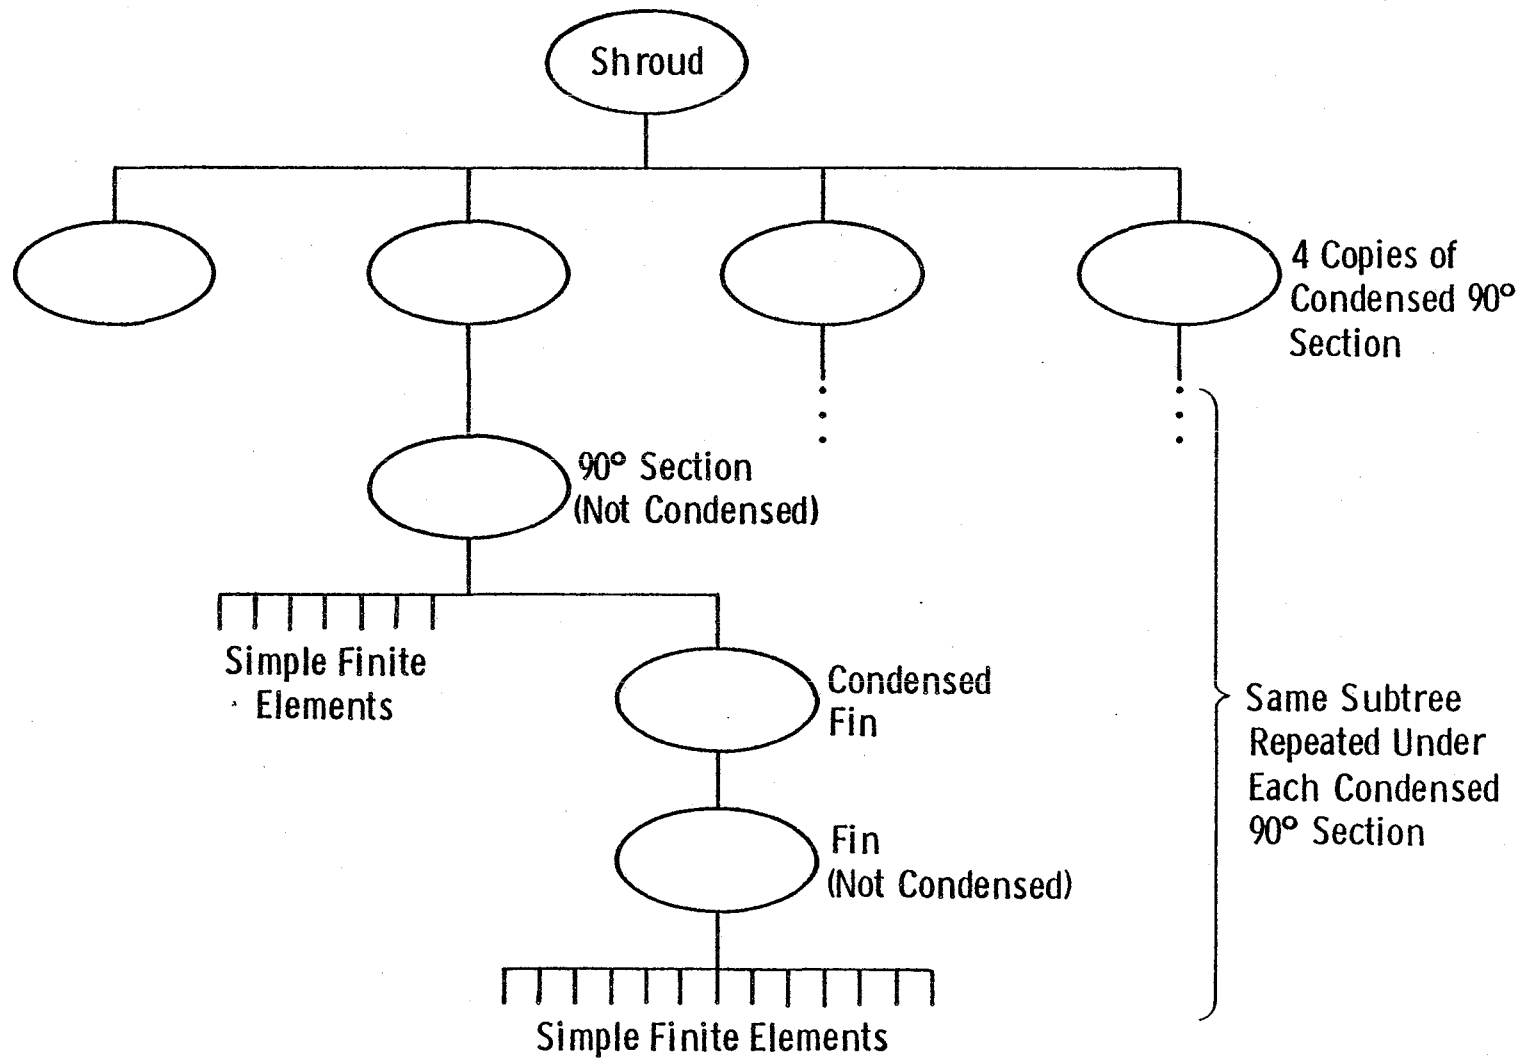 Shroud
4 Copies of
Condensed 90°
Section
90° Section
(Not Condensed)
Simple Finite
Elements
Condensed
Fin
Same Subtree
Repeated Under
Each Condensed
90° Section
Fin
(Not Condensed)
Simple Finite Elements